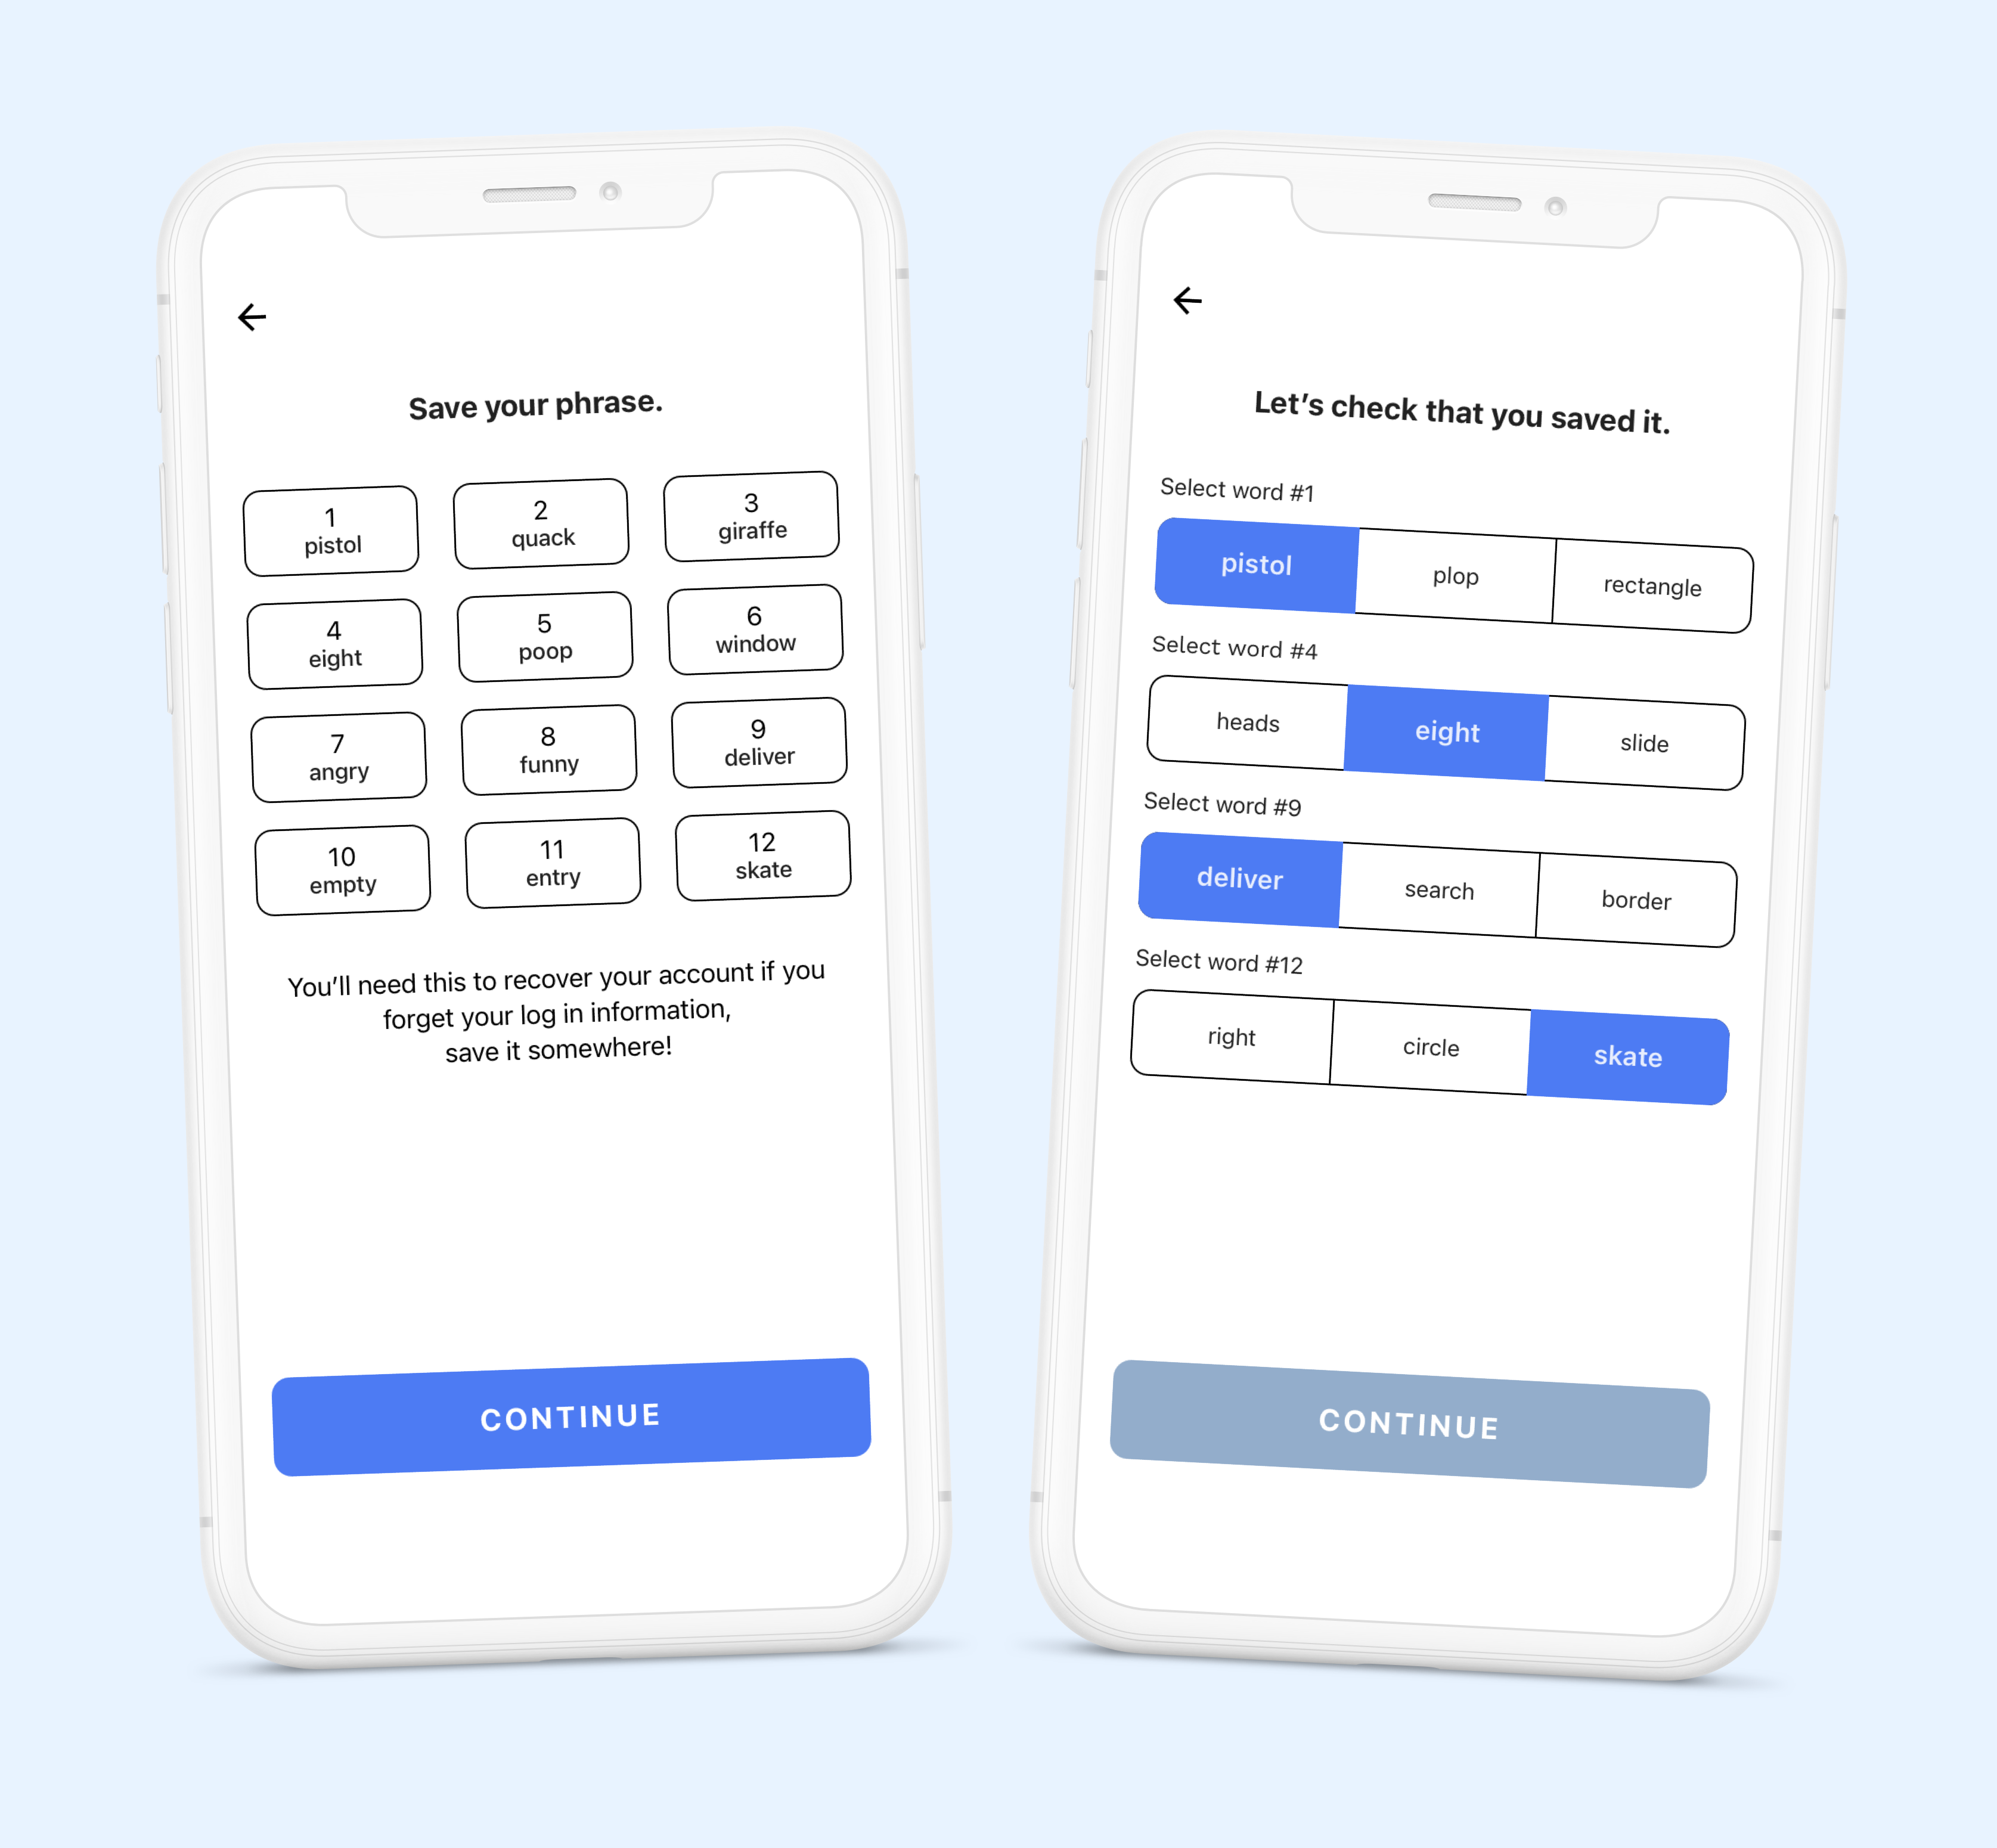 Save your phrase.
1
pistol
2
quack
3
giraffe
4
eight
5
poop
6
window
7
angry
8
funny
9
deliver
10
empty
11
entry
12
skate
You’ll need this to recover your account if you
forget your log in information,
save it somewhere!
CONTINUE
Let’s check that you saved it.
Select word #1
pistol plop rectangle
Select word #4
heads eight slide
Select word #9
deliver search border
Select word #12
right circle skate
CONTINUE